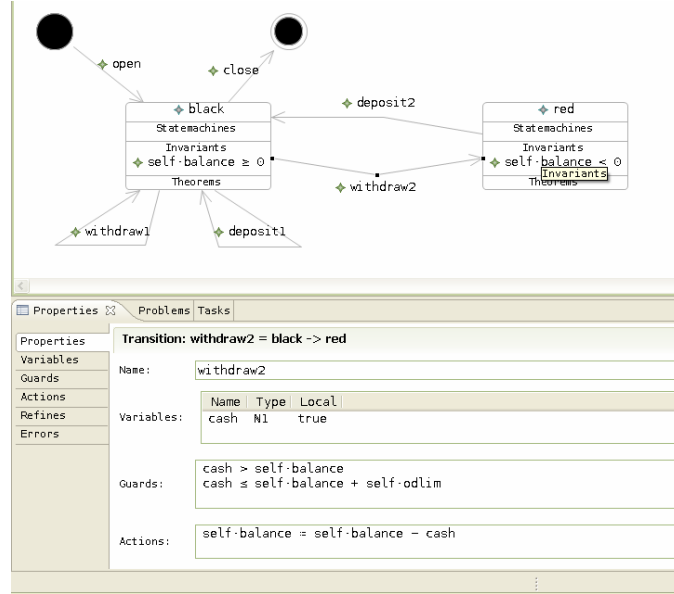 open
close
deposit2
black
Statemachines
Invariants
self·balance ≥ 0
Theorems
red
Statemachines
Invariants
self·balance < 0
Invariants
Theorems
withdraw2
withdraw1
deposit1
Properties Problems Tasks
Properties
Variables
Guards
Actions
Refines
Errors
Transition: withdraw2 = black -> red
Name: withdraw2
Variables:
Name Type Local
cash ℕ1 true
Guards:
cash > self·balance
cash ≤ self·balance + self·odlim
Actions:
self·balance ≔ self·balance − cash